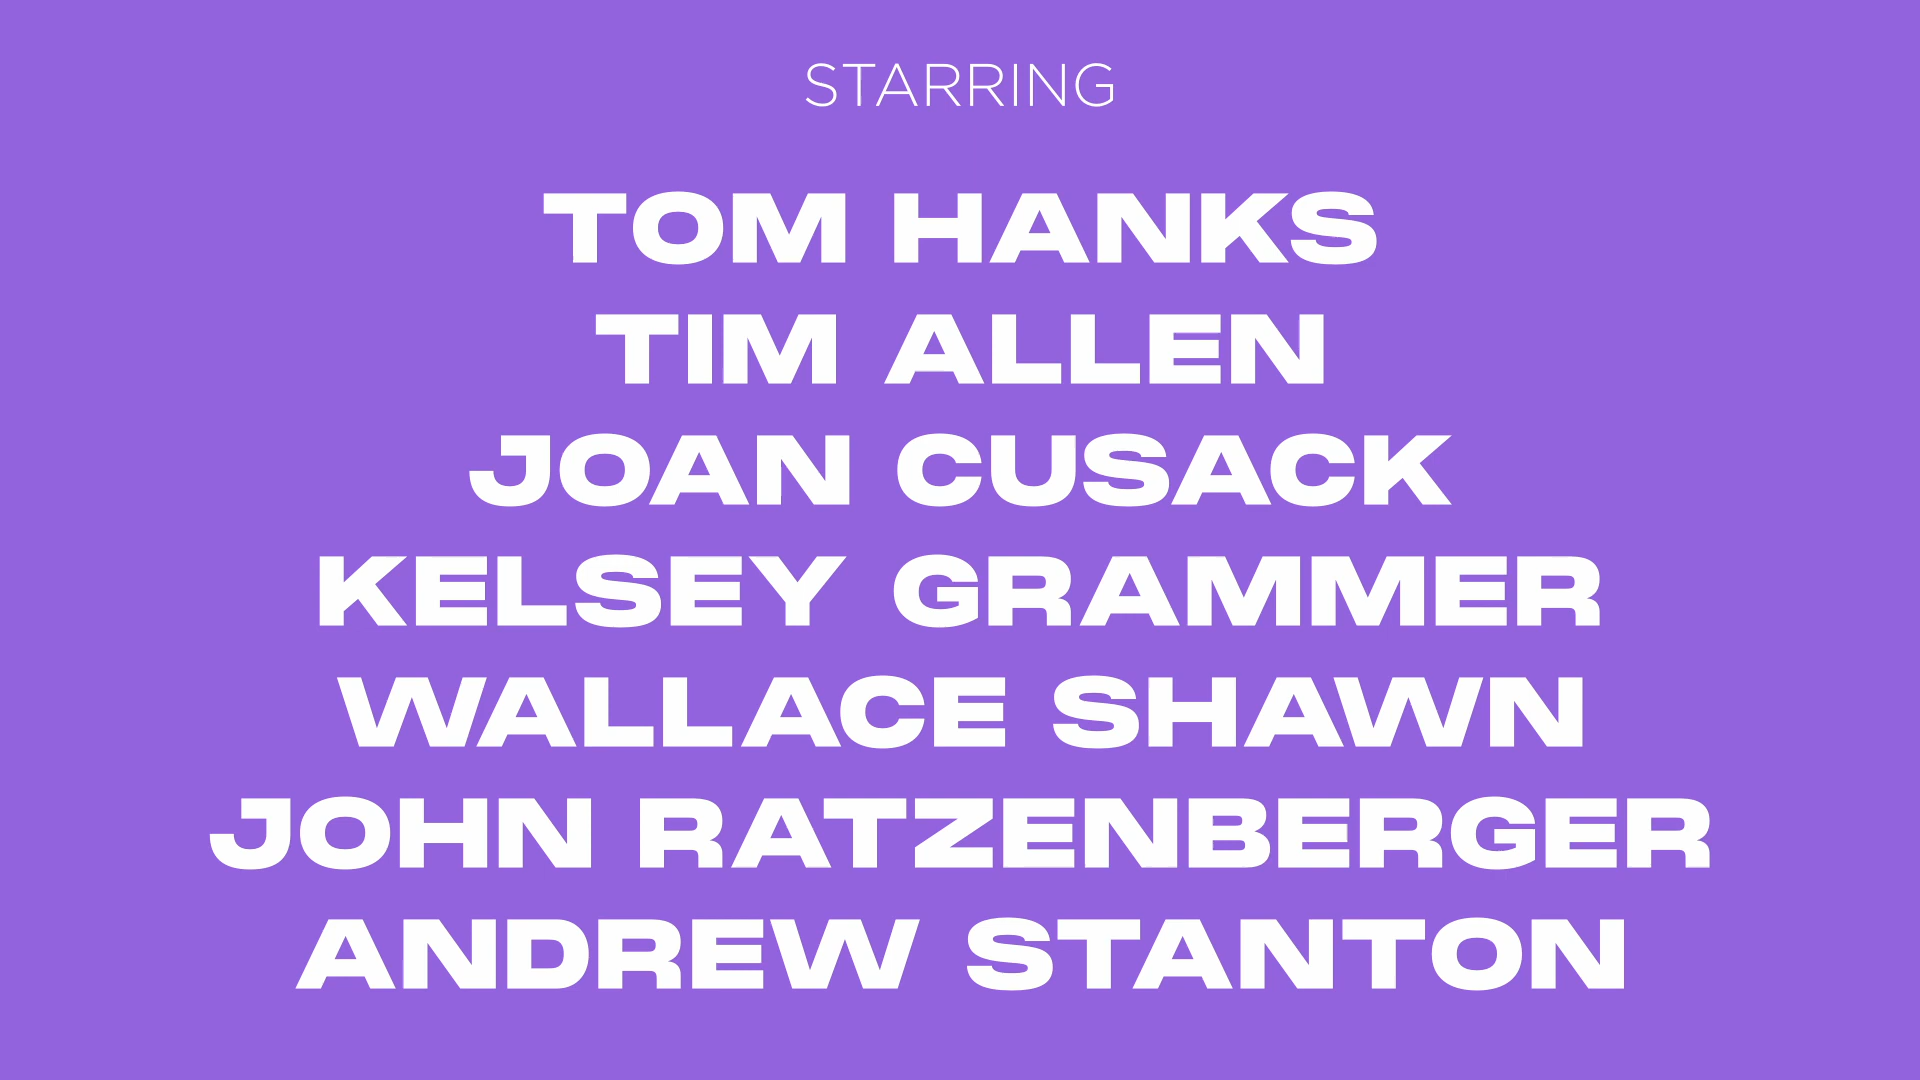 STARRING
TOM HANKS
TIM ALLEN
JOAN CUSACK
KELSEY GRAMMER
WALLACE SHAWN
JOHN RATZENBERGER
ANDREW STANTON